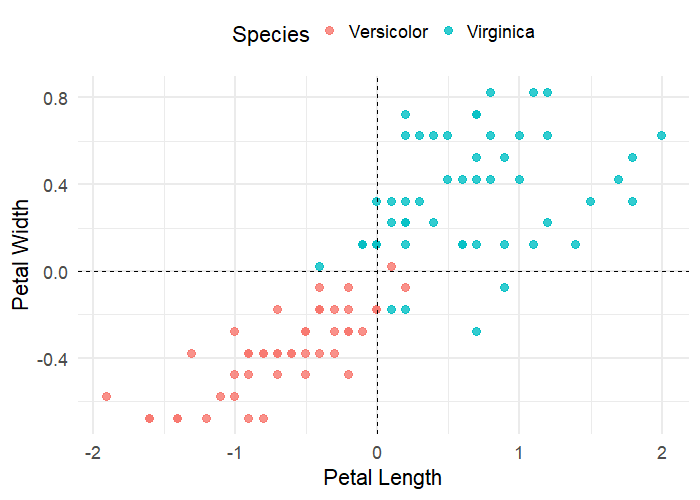 Species Versicolor Virginica
0.8
0.4
0.0
-0.4
Petal Width
-2 -1 0 1 2
Petal Length